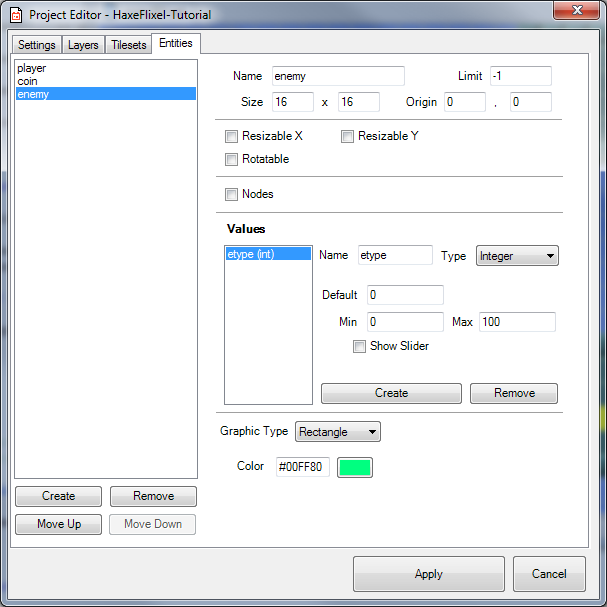 Project Editor - HaxeFlixel-Tutorial
Settings Layers Tilesets Entities
player
coin
enemy
Name enemy Limit -1
Size 16 x 16 Origin 0 , 0
Resizable X Resizable Y
Rotatable
Nodes
Values
etype (int) Name etype Type Integer
Default 0
Min 0 Max 100
Show Slider
Create Remove
Graphic Type Rectangle
Color #00FF80
Create Remove
Move Up Move Down
Apply Cancel